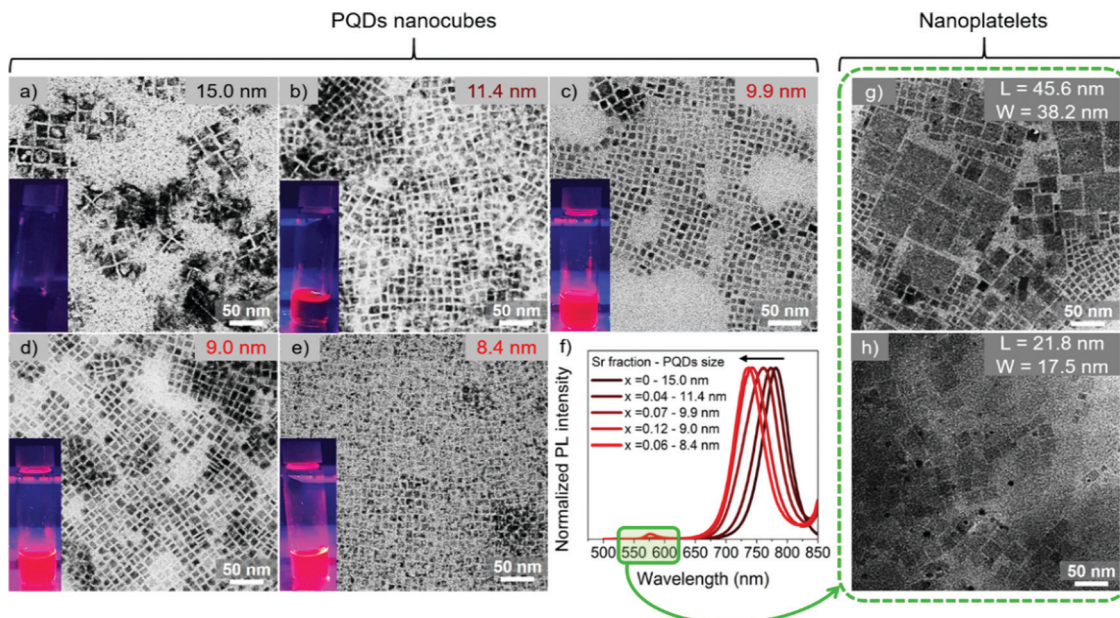 PQDs nanocubes
Nanoplatelets
a)
15.0 nm
50 nm
b)
11.4 nm
50 nm
c)
9.9 nm
50 nm
g)
L = 45.6 nm
W = 38.2 nm
50 nm
d)
9.0 nm
50 nm
e)
8.4 nm
50 nm
f)
Sr fraction - PQDs size
x =0 - 15.0 nm
x =0.04 - 11.4 nm
x =0.07 - 9.9 nm
x =0.12 - 9.0 nm
x =0.06 - 8.4 nm
Normalized PL intensity
500 550 600 650 700 750 800 850
Wavelength (nm)
h)
L = 21.8 nm
W = 17.5 nm
50 nm